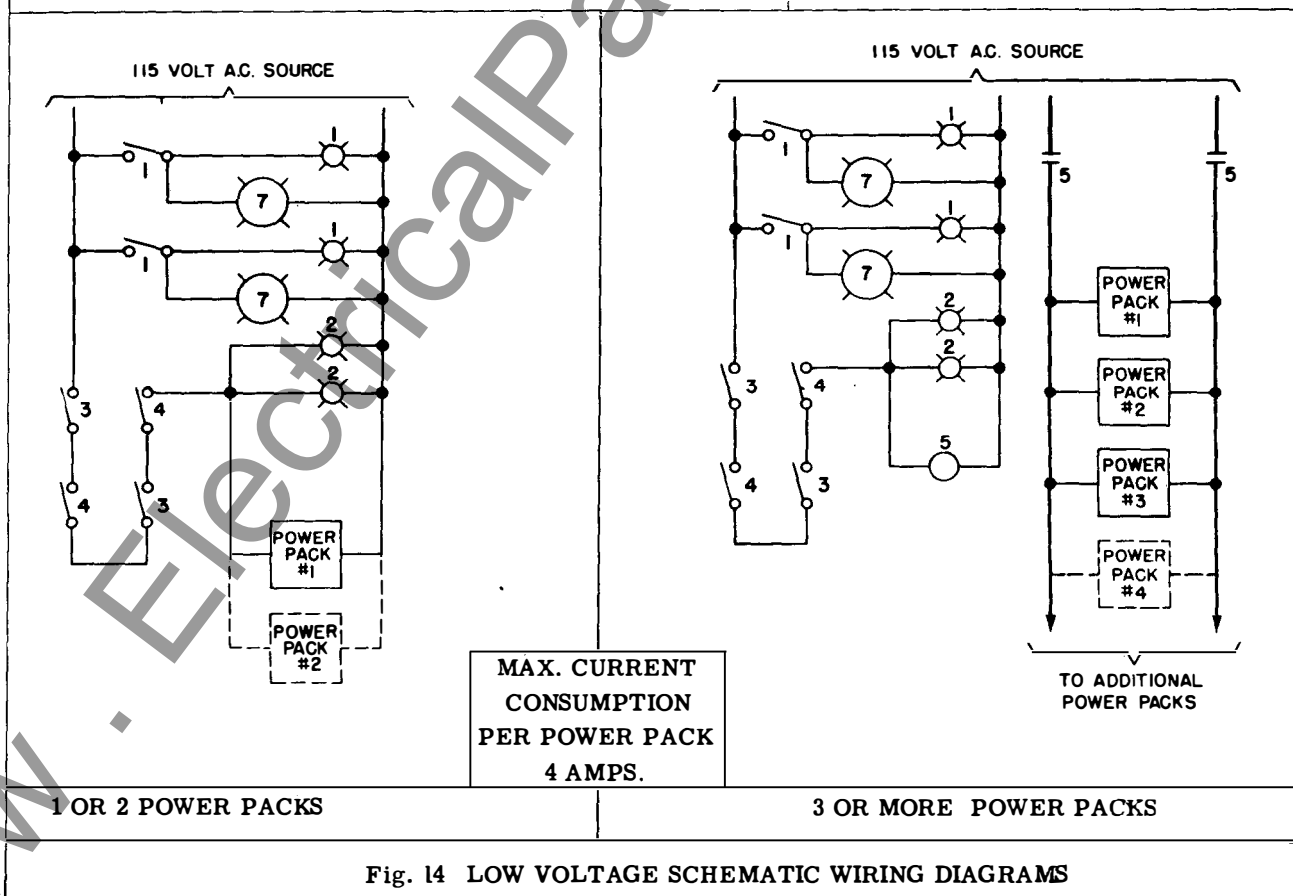 115 VOLT A.C. SOURCE
1
1
7
1
1
7
2
2
3
4
4
3
POWER PACK #1
POWER PACK #2
115 VOLT A.C. SOURCE
1
1
7
1
1
7
2
2
3
4
4
3
5
5
5
POWER PACK #1
POWER PACK #2
POWER PACK #3
POWER PACK #4
TO ADDITIONAL
POWER PACKS
MAX. CURRENT
CONSUMPTION
PER POWER PACK
4 AMPS.
1 OR 2 POWER PACKS
3 OR MORE POWER PACKS
Fig. 14 LOW VOLTAGE SCHEMATIC WIRING DIAGRAMS
w . ElectricalPa